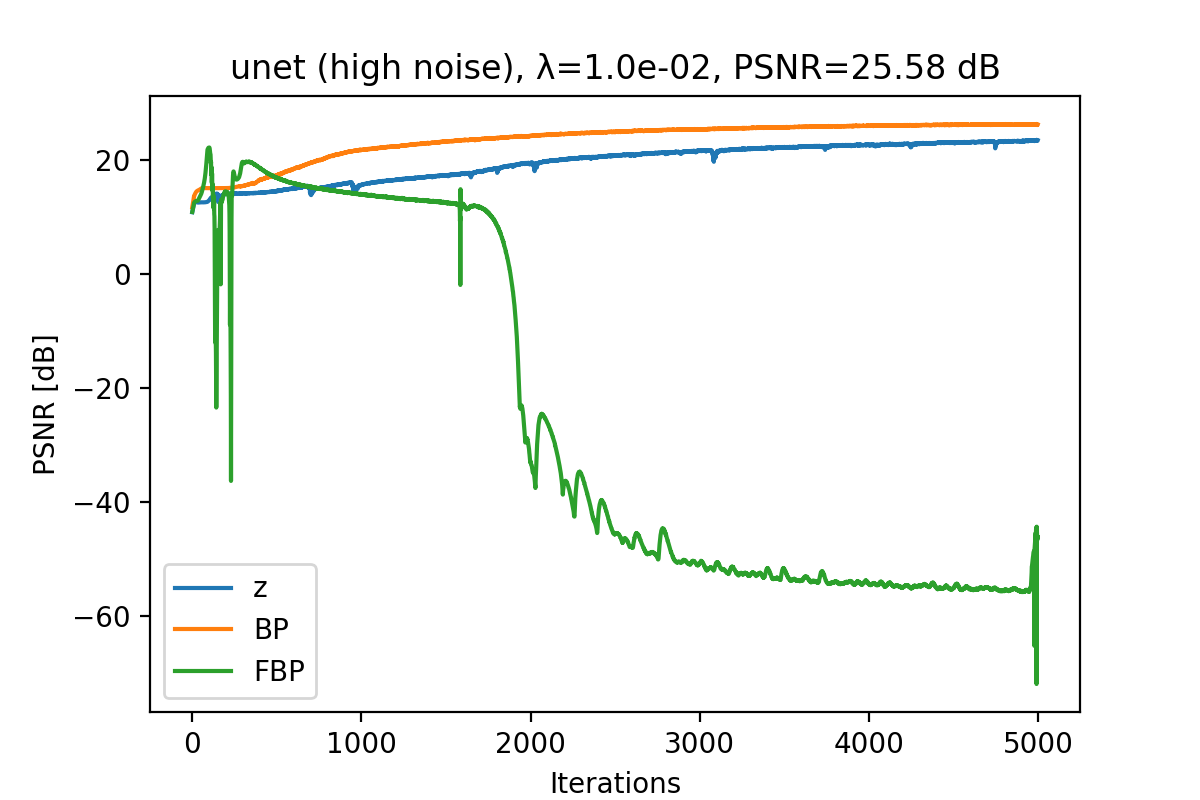 unet (high noise), λ=1.0e-02, PSNR=25.58 dB
PSNR [dB]
20
0
−20
−40
−60
z
BP
FBP
0 1000 2000 3000 4000 5000
Iterations